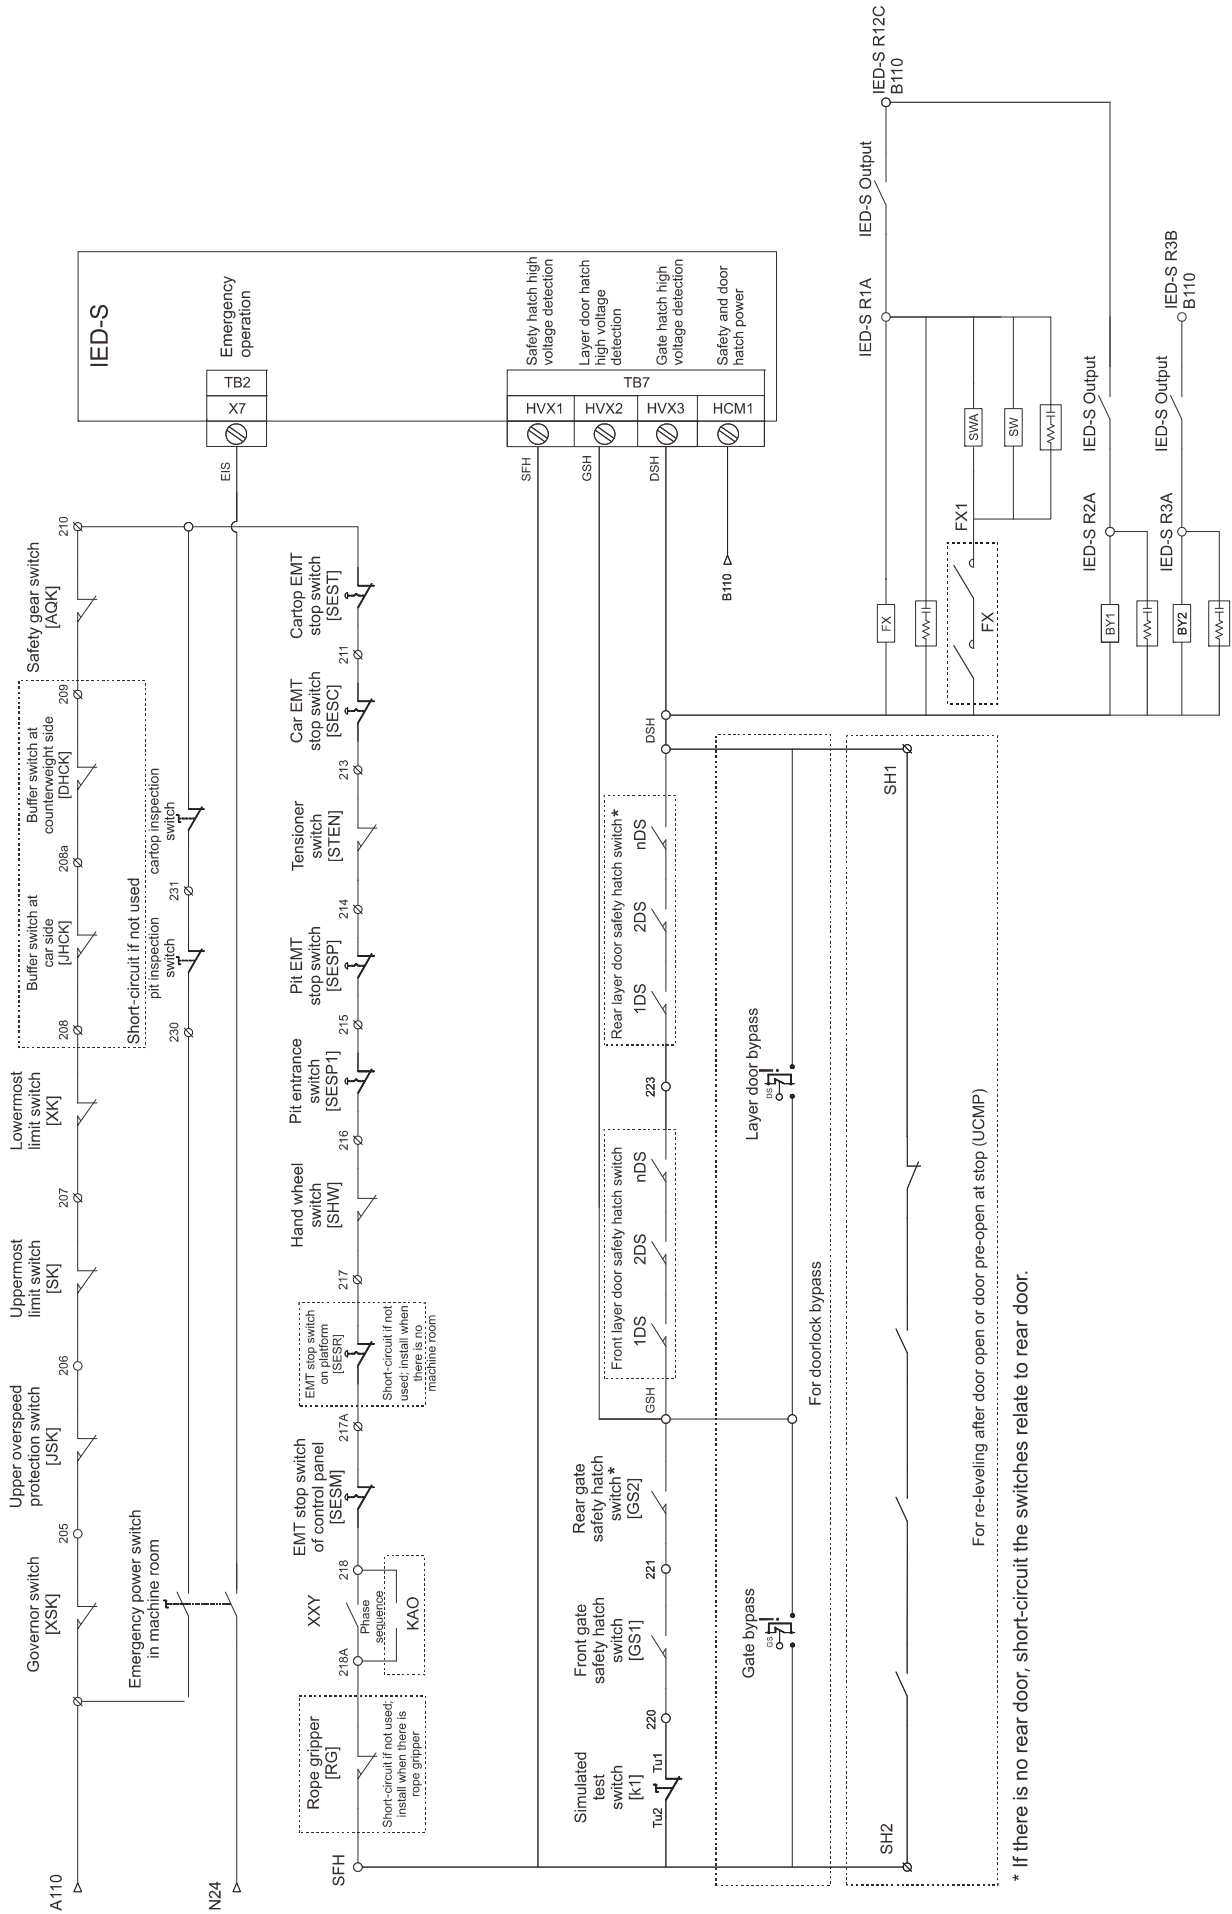 IED-S
Emergency
operation
TB2
X7
Safety hatch high
voltage detection
Layer door hatch
high voltage
detection
Gate hatch high
voltage detection
Safety and door
hatch power
TB7
HVX1
HVX2
HVX3
HCM1
EIS
SFH
GSH
DSH
B110
A110
Governor switch
[XSK]
205
Upper overspeed
protection switch
[JSK]
206
Uppermost
limit switch
[SK]
207
Lowermost
limit switch
[XK]
208
Buffer switch at
car side
[JHCK]
208a
Buffer switch at
counterweight side
[DHCK]
209
Safety gear switch
[AQK]
210
Short-circuit if not used
Emergency power switch
in machine room
230
pit inspection
switch
231
cartop inspection
switch
N24
SFH
Rope gripper
[RG]
Short-circuit if not used;
install when there is
rope gripper
218A
XXY
Phase
sequence
KAO
218
EMT stop switch
of control panel
[SESM]
217A
EMT stop switch
on platform
[SESR]
Short-circuit if not
used; install when
there is no
machine room
217
Hand wheel
switch
[SHW]
216
Pit entrance
switch
[SESP1]
215
Pit EMT
stop switch
[SESP]
214
Tensioner
switch
[STEN]
213
Car EMT
stop switch
[SESC]
211
Cartop EMT
stop switch
[SEST]
Simulated
test
switch
[k1]
Tu2
Tu1
220
Front gate
safety hatch
switch
[GS1]
221
Rear gate
safety hatch
switch*
[GS2]
GSH
Front layer door safety hatch switch
1DS
2DS
nDS
223
Rear layer door safety hatch switch*
1DS
2DS
nDS
DSH
Gate bypass
GS
Layer door bypass
DS
For doorlock bypass
SH2
SH1
For re-leveling after door open or door pre-open at stop (UCMP)
* If there is no rear door, short-circuit the switches relate to rear door.
FX
IED-S R1A
IED-S Output
IED-S R12C
B110
FX
FX1
SWA
SW
BY1
IED-S R2A
IED-S Output
BY2
IED-S R3A
IED-S Output
IED-S R3B
B110